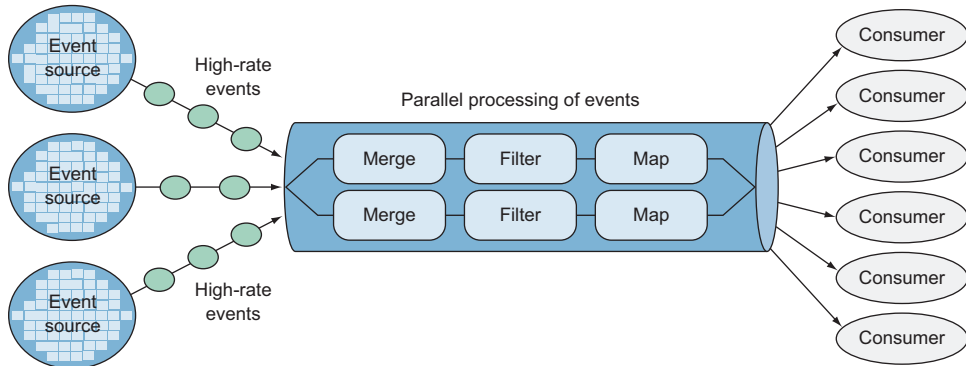 Event
source
High-rate
events
Event
source
Event
source
High-rate
events
Parallel processing of events
Merge
Filter
Map
Merge
Filter
Map
Consumer
Consumer
Consumer
Consumer
Consumer
Consumer